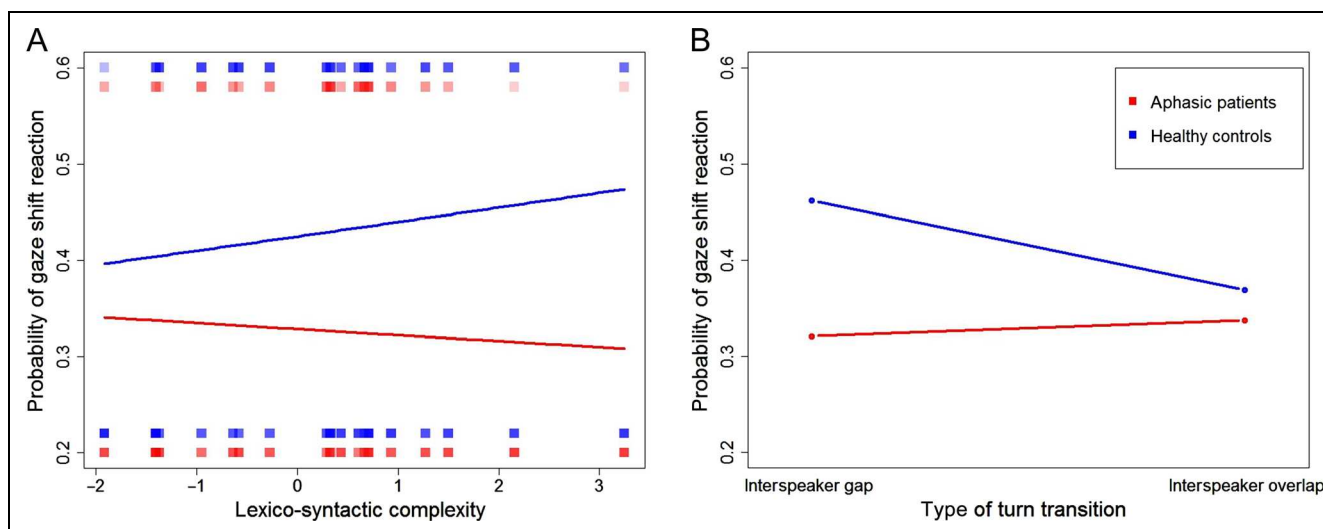 A
Probability of gaze shift reaction
0.6
0.5
0.4
0.3
0.2
−2 −1 0 1 2 3
Lexico-syntactic complexity
B
Probability of gaze shift reaction
0.6
0.5
0.4
0.3
0.2
Aphasic patients
Healthy controls
Interspeaker gap Interspeaker overlap
Type of turn transition